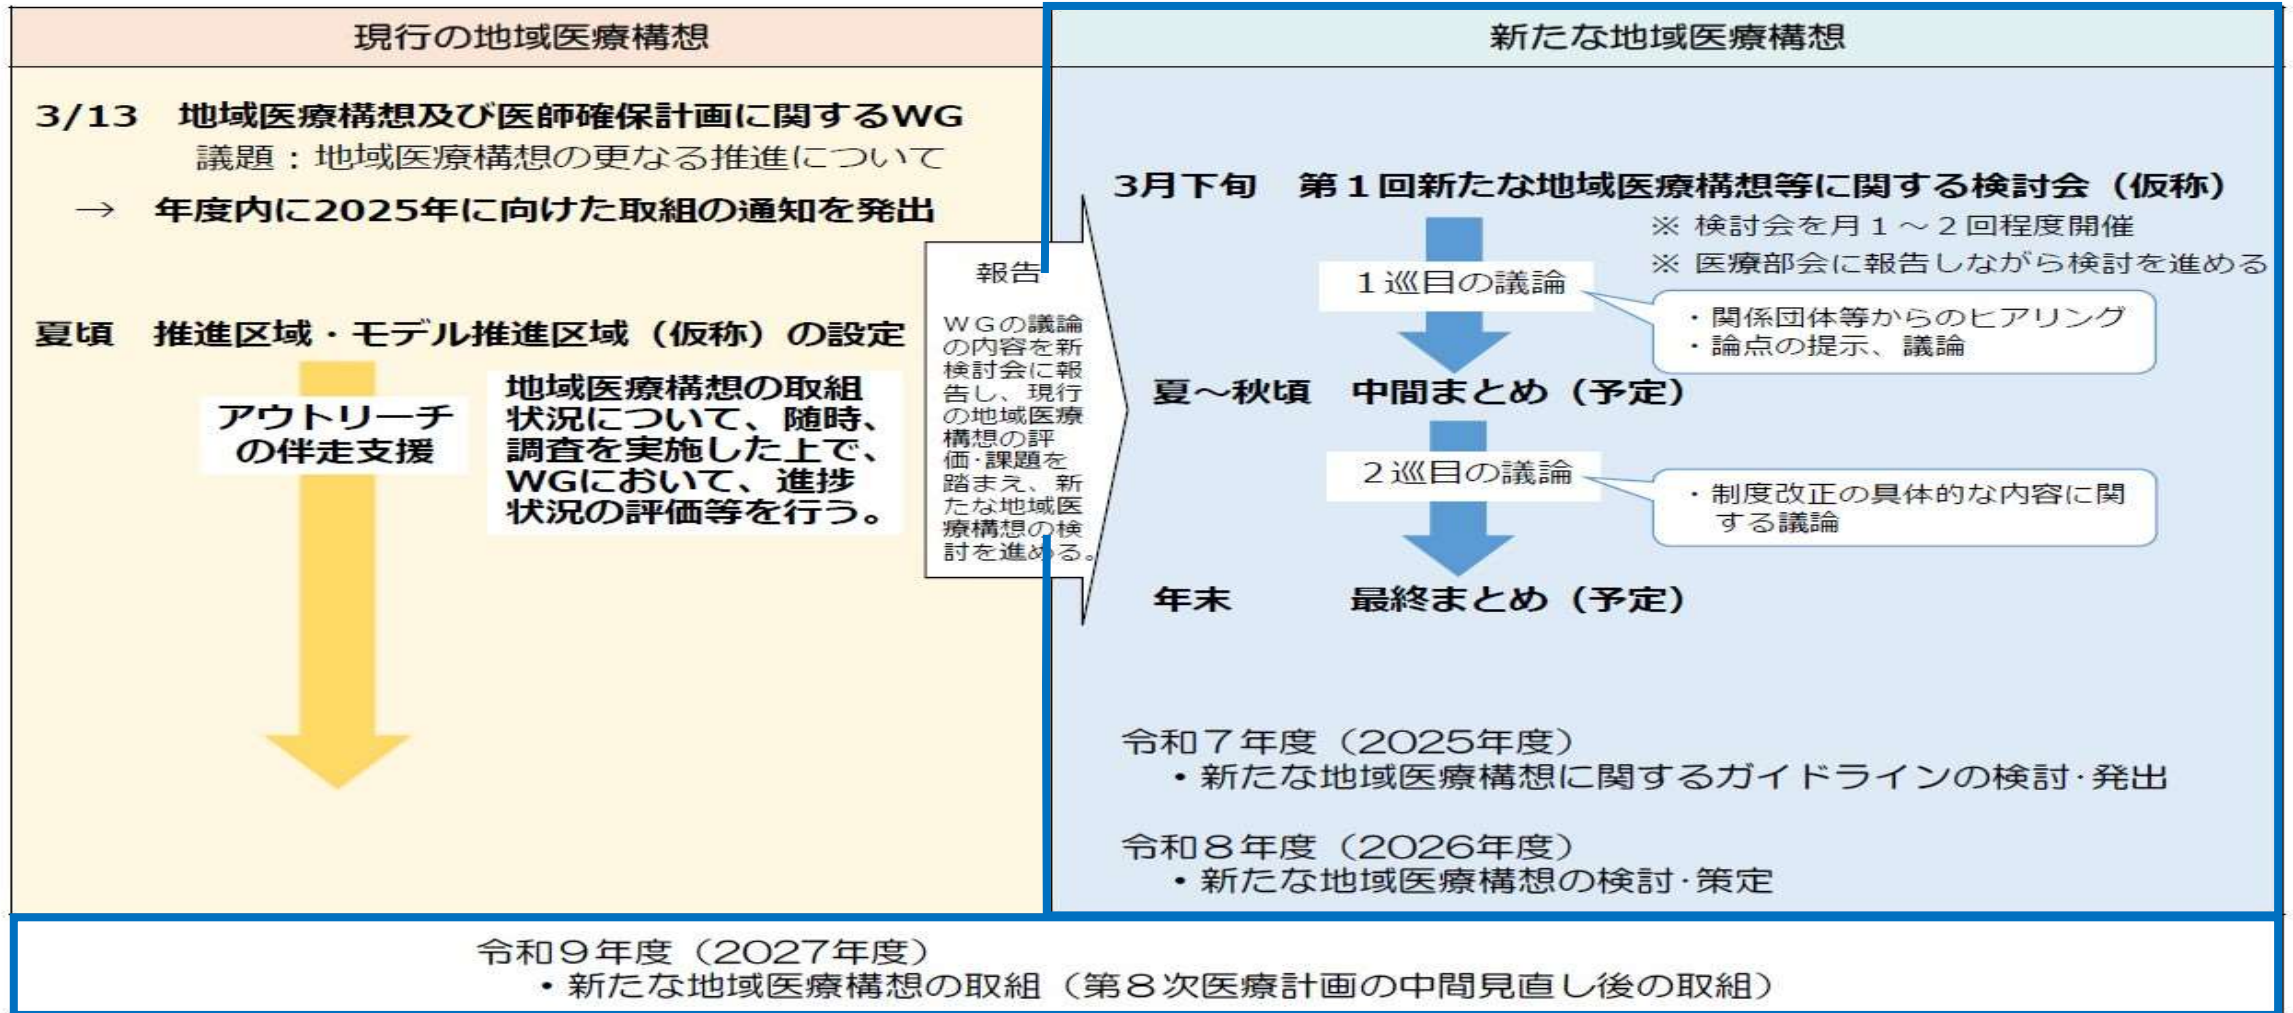 現行の地域医療構想
3/13 地域医療構想及び医師確保計画に関するWG
議題：地域医療構想の更なる推進について
→ 年度内に2025年に向けた取組の通知を発出
夏頃 推進区域・モデル推進区域（仮称）の設定
アウトリーチ
の伴走支援
地域医療構想の取組
状況について、随時、
調査を実施した上で、
WGにおいて、進捗
状況の評価等を行う。
報告
ＷＧの議論
の内容を新
検討会に報
告し、現行
の地域医療
構想の評
価･課題を
踏まえ、新
たな地域医
療構想の検
討を進める。
新たな地域医療構想
3月下旬 第１回新たな地域医療構想等に関する検討会（仮称）
※ 検討会を月１～２回程度開催
※ 医療部会に報告しながら検討を進める
１巡目の議論
・関係団体等からのヒアリング
・論点の提示、議論
夏～秋頃 中間まとめ（予定）
２巡目の議論
・制度改正の具体的な内容に関
する議論
年末 最終まとめ（予定）
令和７年度（2025年度）
・新たな地域医療構想に関するガイドラインの検討･発出
令和８年度（2026年度）
・新たな地域医療構想の検討･策定
令和９年度（2027年度）
・新たな地域医療構想の取組（第８次医療計画の中間見直し後の取組）